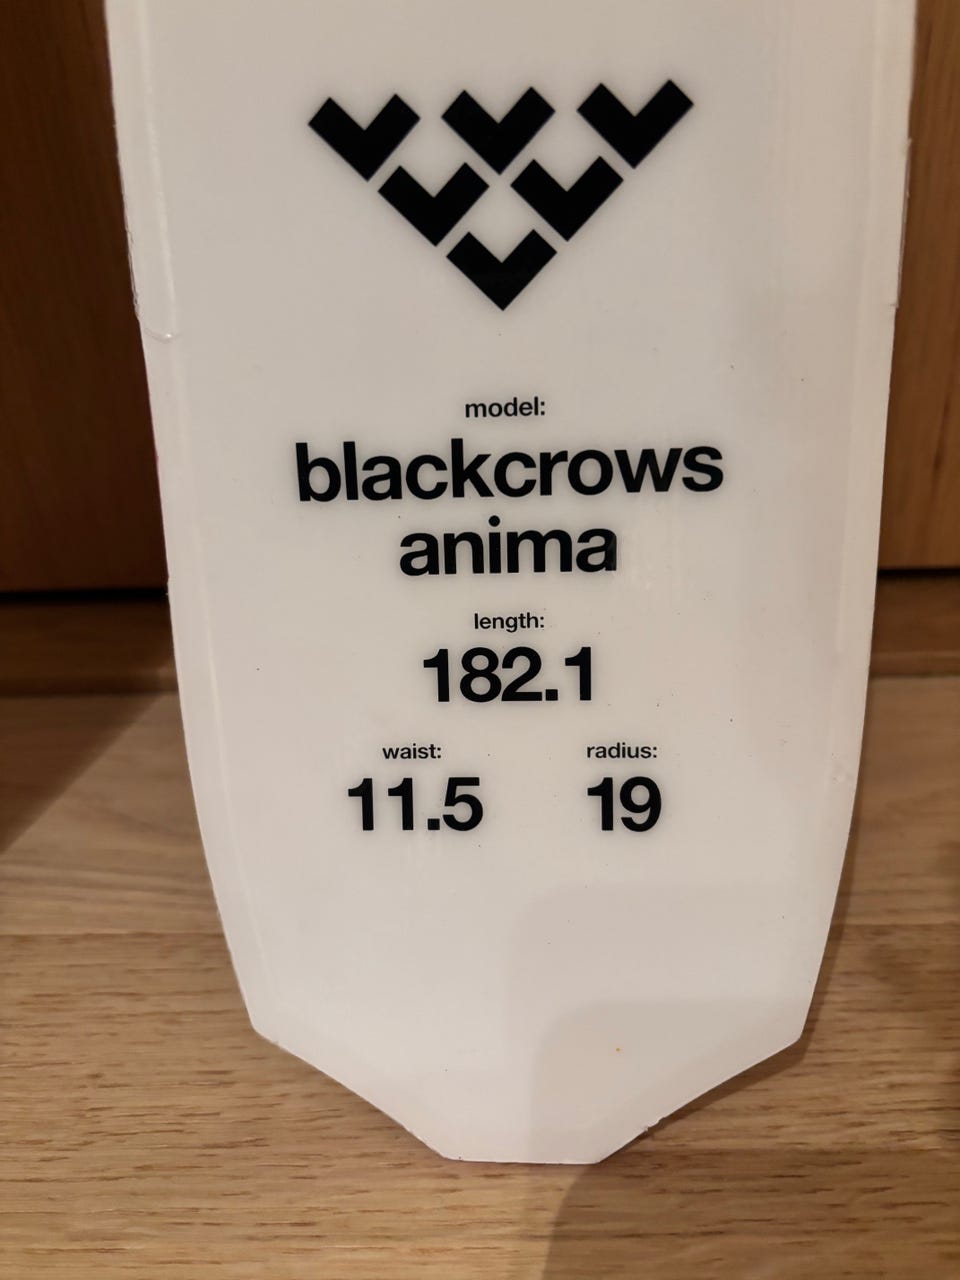 model:
blackcrows
anima
length:
182.1
waist: radius:
11.5 19